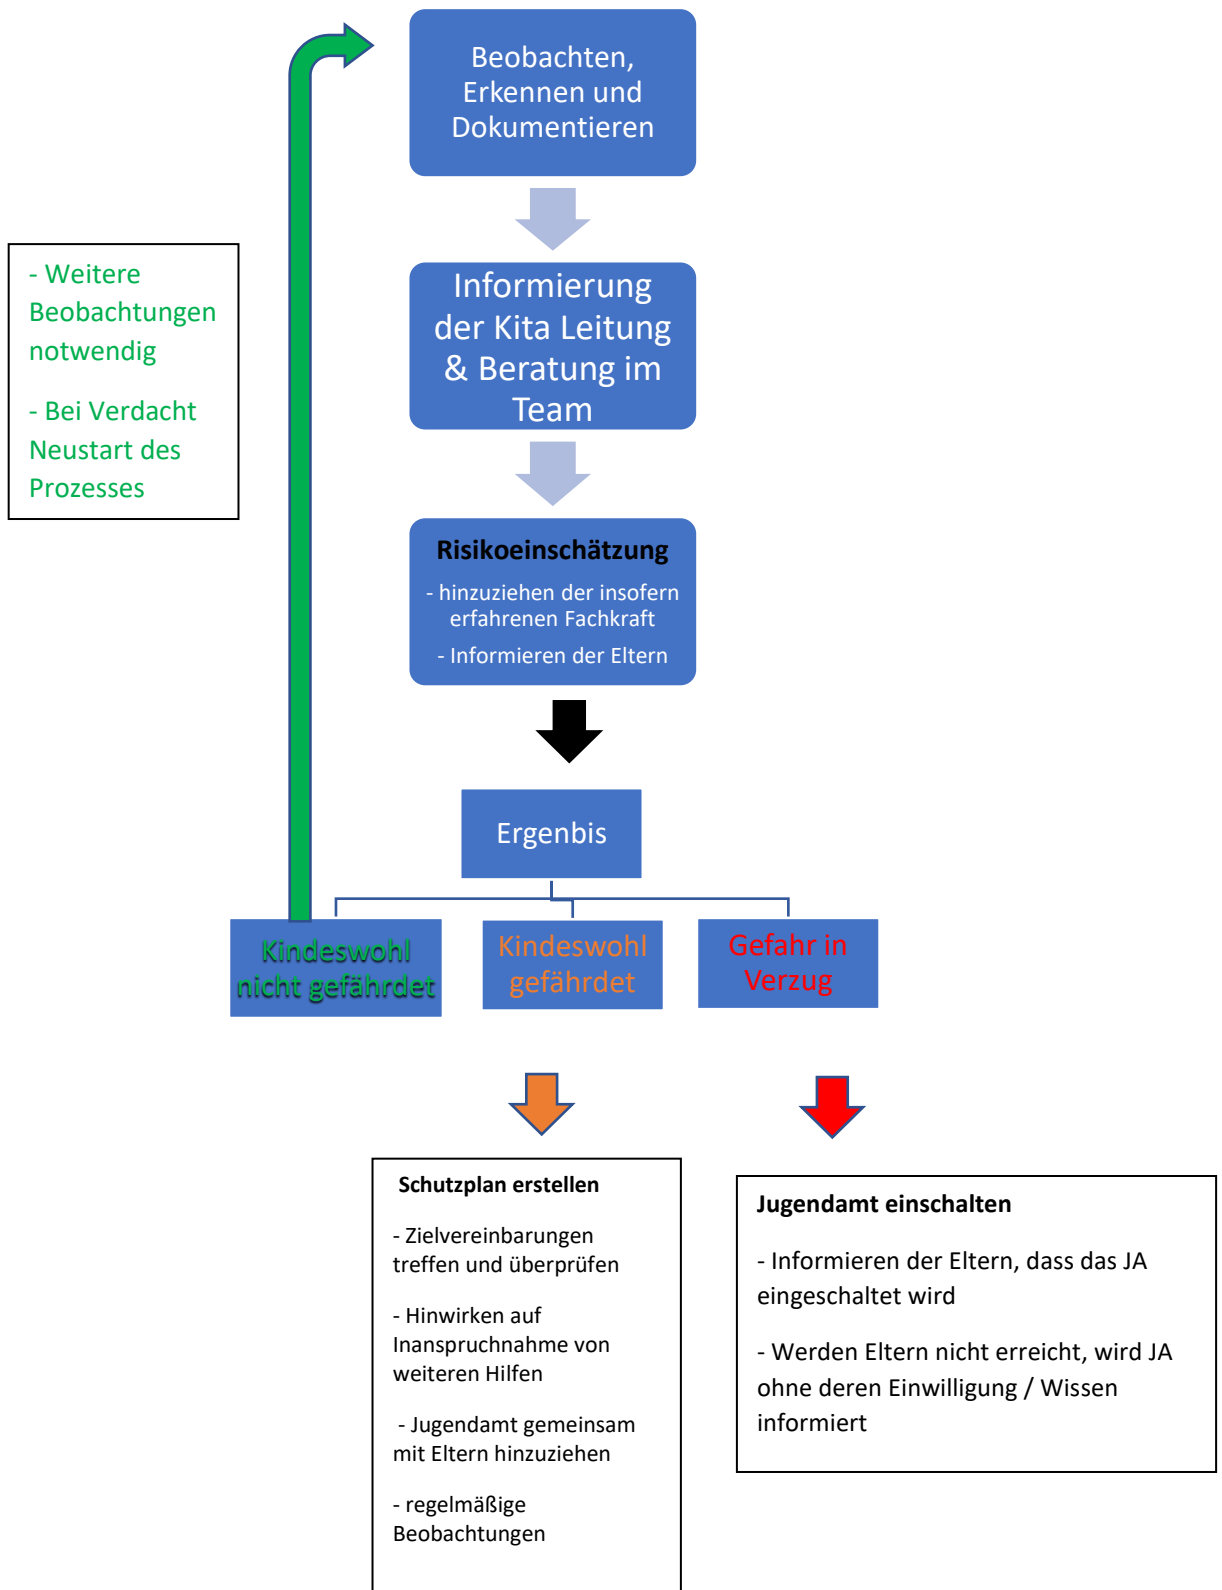 Beobachten,
Erkennen und
Dokumentieren
- Weitere
Beobachtungen
notwendig
- Bei Verdacht
Neustart des
Prozesses
Informierung
der Kita Leitung
& Beratung im
Team
Risikoeinschätzung
- hinzuziehen der insofern
erfahrenen Fachkraft
- Informieren der Eltern
Ergenbis
Kindeswohl
nicht gefährdet
Kindeswohl
gefährdet
Gefahr in
Verzug
Schutzplan erstellen
- Zielvereinbarungen
treffen und überprüfen
- Hinwirken auf
Inanspruchnahme von
weiteren Hilfen
- Jugendamt gemeinsam
mit Eltern hinzuziehen
- regelmäßige
Beobachtungen
Jugendamt einschalten
- Informieren der Eltern, dass das JA
eingeschaltet wird
- Werden Eltern nicht erreicht, wird JA
ohne deren Einwilligung / Wissen
informiert